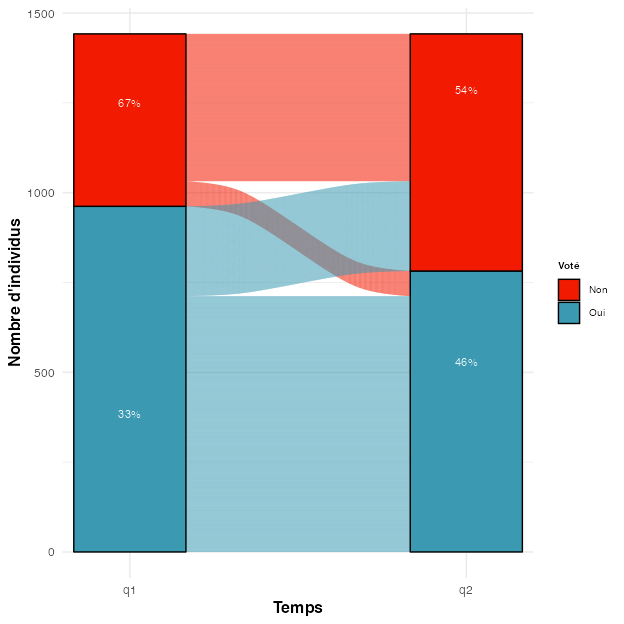 1500
1000
500
0
Nombre d'individus
67%
54%
33%
46%
q1
q2
Temps
Voté
Non
Oui